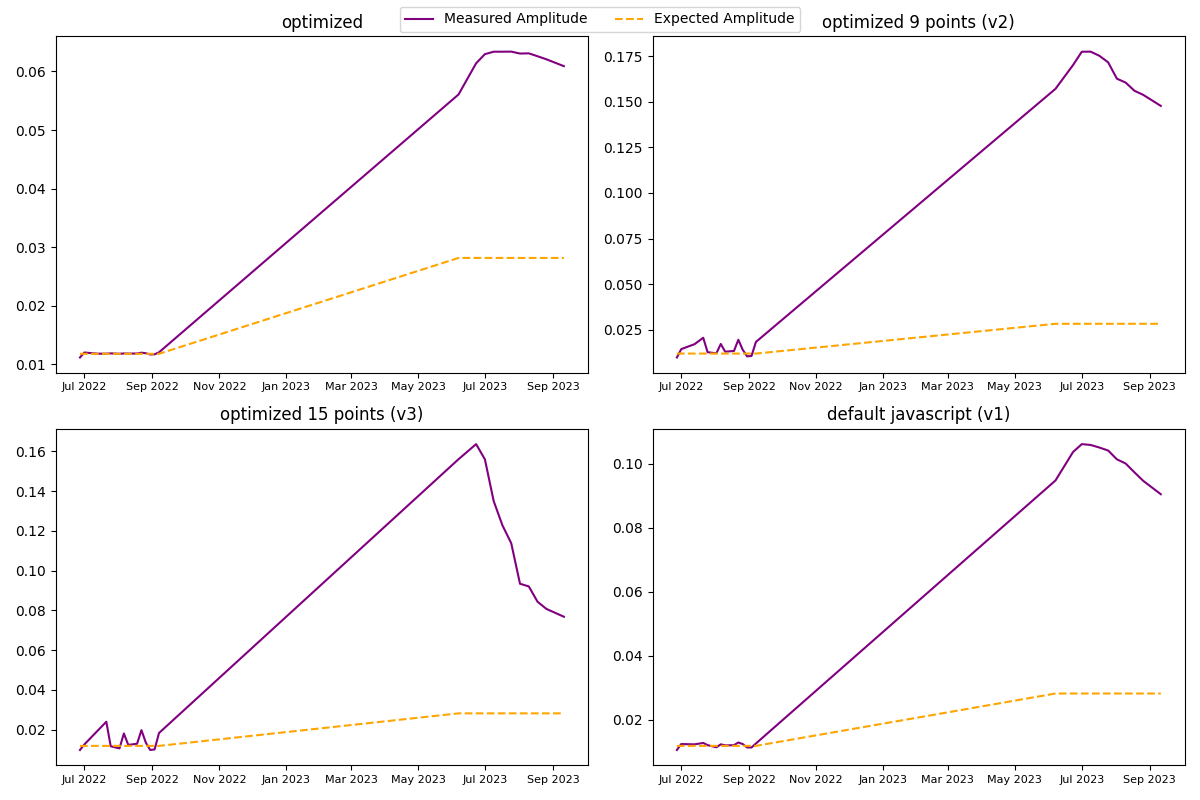 Measured Amplitude Expected Amplitude
optimized
0.06
0.05
0.04
0.03
0.02
0.01
Jul 2022 Sep 2022 Nov 2022 Jan 2023 Mar 2023 May 2023 Jul 2023 Sep 2023
optimized 9 points (v2)
0.175
0.150
0.125
0.100
0.075
0.050
0.025
Jul 2022 Sep 2022 Nov 2022 Jan 2023 Mar 2023 May 2023 Jul 2023 Sep 2023
optimized 15 points (v3)
0.16
0.14
0.12
0.10
0.08
0.06
0.04
0.02
Jul 2022 Sep 2022 Nov 2022 Jan 2023 Mar 2023 May 2023 Jul 2023 Sep 2023
default javascript (v1)
0.10
0.08
0.06
0.04
0.02
Jul 2022 Sep 2022 Nov 2022 Jan 2023 Mar 2023 May 2023 Jul 2023 Sep 2023